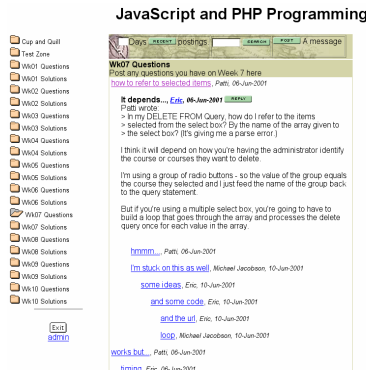 JavaScript and PHP Programming
Cup and Quill
Test Zone
Wk01 Questions
Wk01 Solutions
Wk02 Questions
Wk02 Solutions
Wk03 Questions
Wk03 Solutions
Wk04 Questions
Wk04 Solutions
Wk05 Questions
Wk05 Solutions
Wk06 Questions
Wk06 Solutions
Wk07 Questions
Wk07 Solutions
Wk08 Questions
Wk08 Solutions
Wk09 Questions
Wk09 Solutions
Wk10 Questions
Wk10 Solutions
Exit
admin
Days RECENT postings SEARCH POST A message
Wk07 Questions
Post any questions you have on Week 7 here
how to refer to selected items, Patti, 06-Jun-2001
It depends..., Eric, 06-Jun-2001 REPLY
Patti wrote:
> In my DELETE FROM Query, how do I refer to the items
> selected from the select box? By the name of the array given to
> the select box? (It's giving me a parse error.)
I think it will depend on how you're having the administrator identify
the course or courses they want to delete.
I'm using a group of radio buttons - so the value of the group equals
the course they selected and I just feed the name of the group back
to the query statement.
But if you're using a multiple select box, you're going to have to
build a loop that goes through the array and processes the delete
query once for each value in the array.
hmmm..., Patti, 06-Jun-2001
I'm stuck on this as well, Michael Jacobson, 10-Jun-2001
some ideas, Eric, 10-Jun-2001
and some code, Eric, 10-Jun-2001
and the url, Eric, 10-Jun-2001
loop, Michael Jacobson, 10-Jun-2001
works but..., Patti, 06-Jun-2001
timing, Eric, 06-Jun-2001